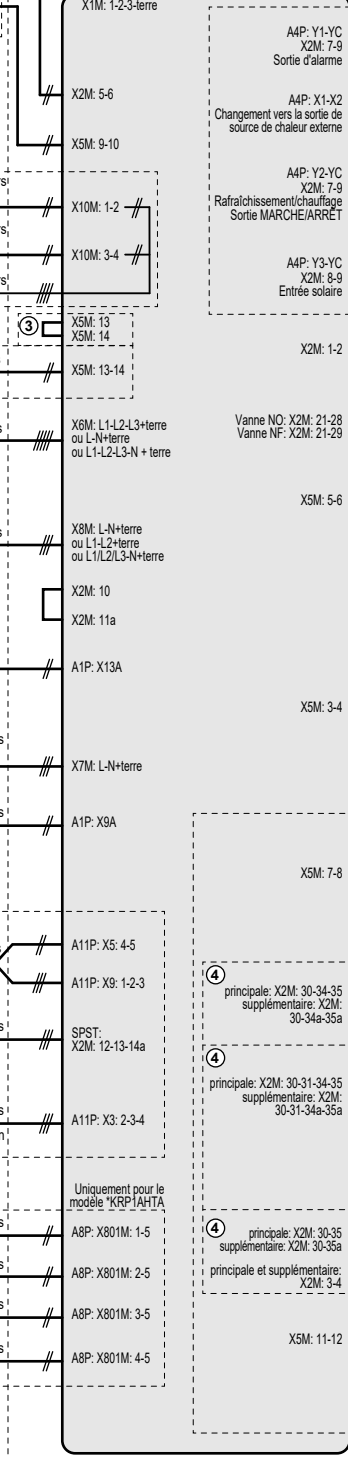 X1M: 1-2-3-terre
X2M: 5-6
X5M: 9-10
X10M: 1-2
X10M: 3-4
③
X5M: 13
X5M: 14
X5M: 13-14
X6M: L1-L2-L3+terre
ou L-N+terre
ou L1-L2-L3-N + terre
X8M: L-N+terre
ou L1-L2+terre
ou L1/L2/L3-N+terre
X2M: 10
X2M: 11a
A1P: X13A
X7M: L-N+terre
A1P: X9A
A11P: X5: 4-5
A11P: X9: 1-2-3
SPST:
X2M: 12-13-14a
A11P: X3: 2-3-4
Uniquement pour le
modèle *KRP1AHTA
A8P: X801M: 1-5
A8P: X801M: 2-5
A8P: X801M: 3-5
A8P: X801M: 4-5
A4P: Y1-YC
X2M: 7-9
Sortie d'alarme
A4P: X1-X2
Changement vers la sortie de
source de chaleur externe
A4P: Y2-YC
X2M: 7-9
Rafraîchissement/chauffage
Sortie MARCHE/ARRÊT
A4P: Y3-YC
X2M: 8-9
Entrée solaire
X2M: 1-2
Vanne NO: X2M: 21-28
Vanne NF: X2M: 21-29
X5M: 5-6
X5M: 3-4
X5M: 7-8
④
principale: X2M: 30-34-35
supplémentaire: X2M:
30-34a-35a
④
principale: X2M: 30-31-34-35
supplémentaire: X2M:
30-31-34a-35a
④
principale: X2M: 30-35
supplémentaire: X2M: 30-35a
principale et supplémentaire:
X2M: 3-4
X5M: 11-12